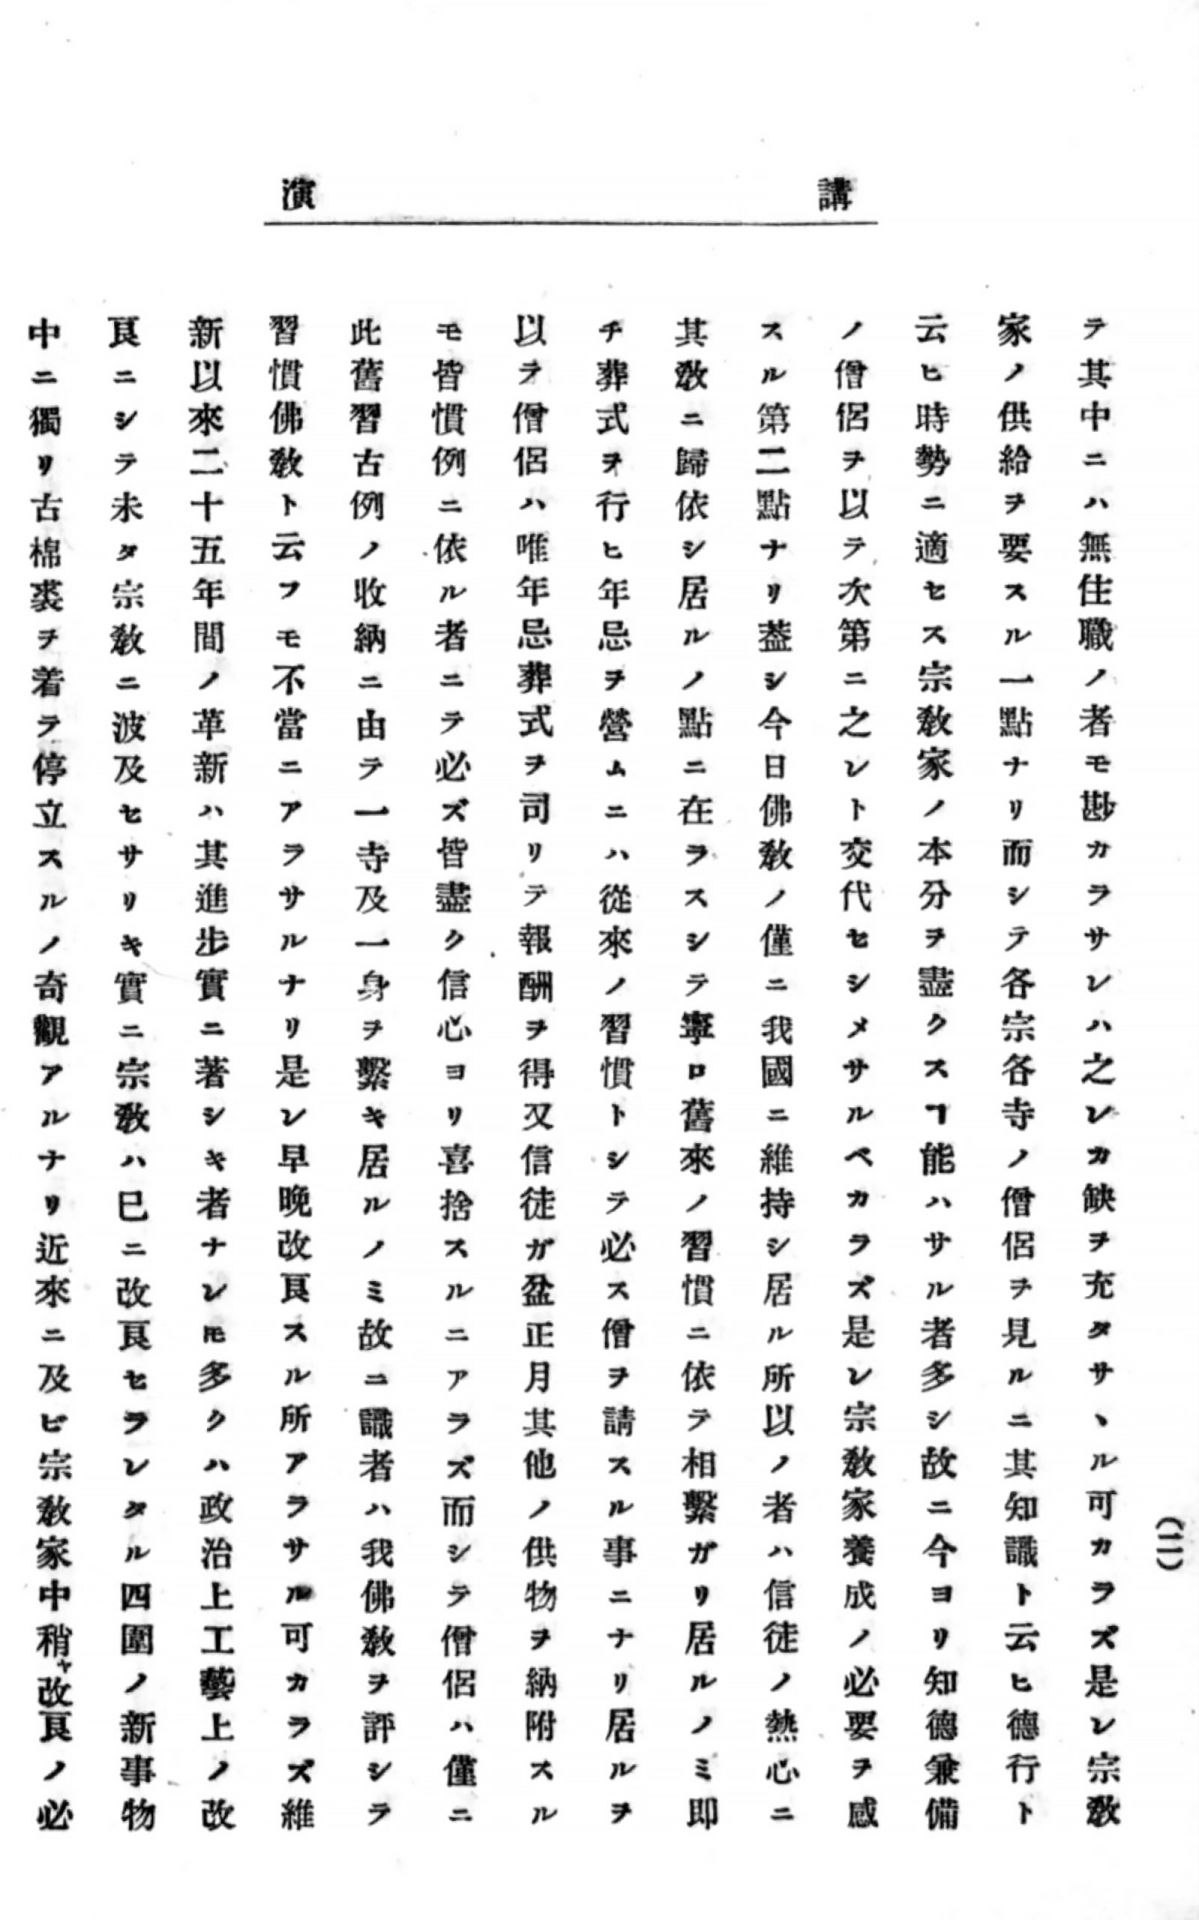 講演
（二）
テ其中ニハ無住職ノ者モ尠カラサレハ之レカ缺ヲ充タサヽル可カラズ是レ宗敎
家ノ供給ヲ要スル一點ナリ而シテ各宗各寺ノ僧侶ヲ見ルニ其知識ト云ヒ德行ト
云ヒ時勢ニ適セス宗敎家ノ本分ヲ盡クスヿ能ハサル者多シ故ニ今ヨリ知德兼備
ノ僧侶ヲ以テ次第ニ之レト交代セシメサルベカラズ是レ宗敎家養成ノ必要ヲ感
スル第二點ナリ蓋シ今日佛敎ノ僅ニ我國ニ維持シ居ル所以ノ者ハ信徒ノ熱心ニ
其敎ニ歸依シ居ルノ點ニ在ラスシテ寧ロ舊來ノ習慣ニ依テ相繫ガリ居ルノミ即
チ葬式ヲ行ヒ年忌ヲ營ムニハ從來ノ習慣トシテ必ス僧ヲ請スル事ニナリ居ルヲ
以テ僧侶ハ唯年忌葬式ヲ司リテ報酬ヲ得又信徒ガ盆正月其他ノ供物ヲ納附スル
モ皆慣例ニ依ル者ニテ必ズ皆盡ク信心ヨリ喜捨スルニアラズ而シテ僧侶ハ僅ニ
此舊習古例ノ收納ニ由テ一寺及一身ヲ繫キ居ルノミ故ニ識者ハ我佛敎ヲ評シテ
習慣佛敎ト云フモ不當ニアラサルナリ是レ早晚改良スル所アラサル可カラズ維
新以來二十五年間ノ革新ハ其進步實ニ著シキ者ナレ𪜈多クハ政治上工藝上ノ改
良ニシテ未タ宗敎ニ波及セサリキ實ニ宗敎ハ已ニ改良セラレタル四圍ノ新事物
中ニ獨リ古棉裘ヲ着テ停立スルノ奇觀アルナリ近來ニ及ビ宗敎家中稍ャ改良ノ必